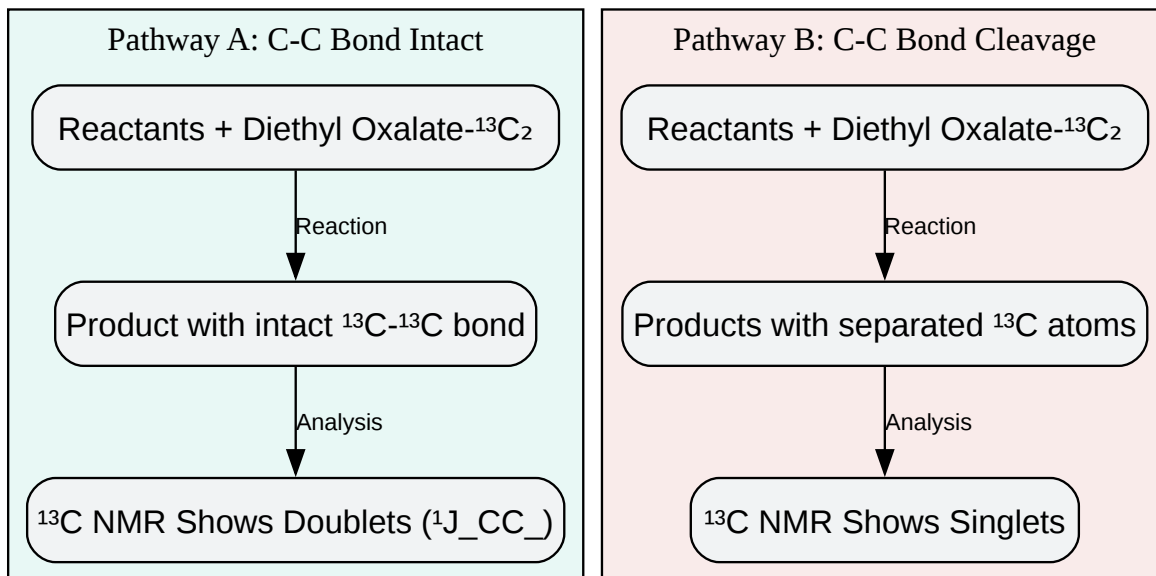 Pathway A: C-C Bond Intact
Reactants + Diethyl Oxalate-¹³C₂
Reaction
Product with intact ¹³C-¹³C bond
Analysis
¹³C NMR Shows Doublets (¹J_CC_)
Pathway B: C-C Bond Cleavage
Reactants + Diethyl Oxalate-¹³C₂
Reaction
Products with separated ¹³C atoms
Analysis
¹³C NMR Shows Singlets